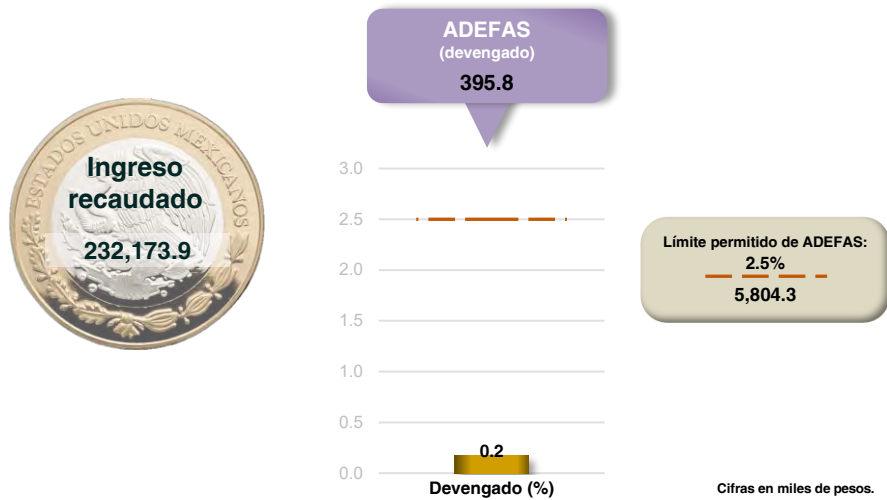 ADEFAS
(devengado)
395.8
ESTADOS UNIDOS MEXICANOS
Ingreso
recaudado
232,173.9
3.0
2.5
2.0
1.5
1.0
0.5
0.0
0.2
Devengado (%)
Límite permitido de ADEFAS:
2.5%
5,804.3
Cifras en miles de pesos.